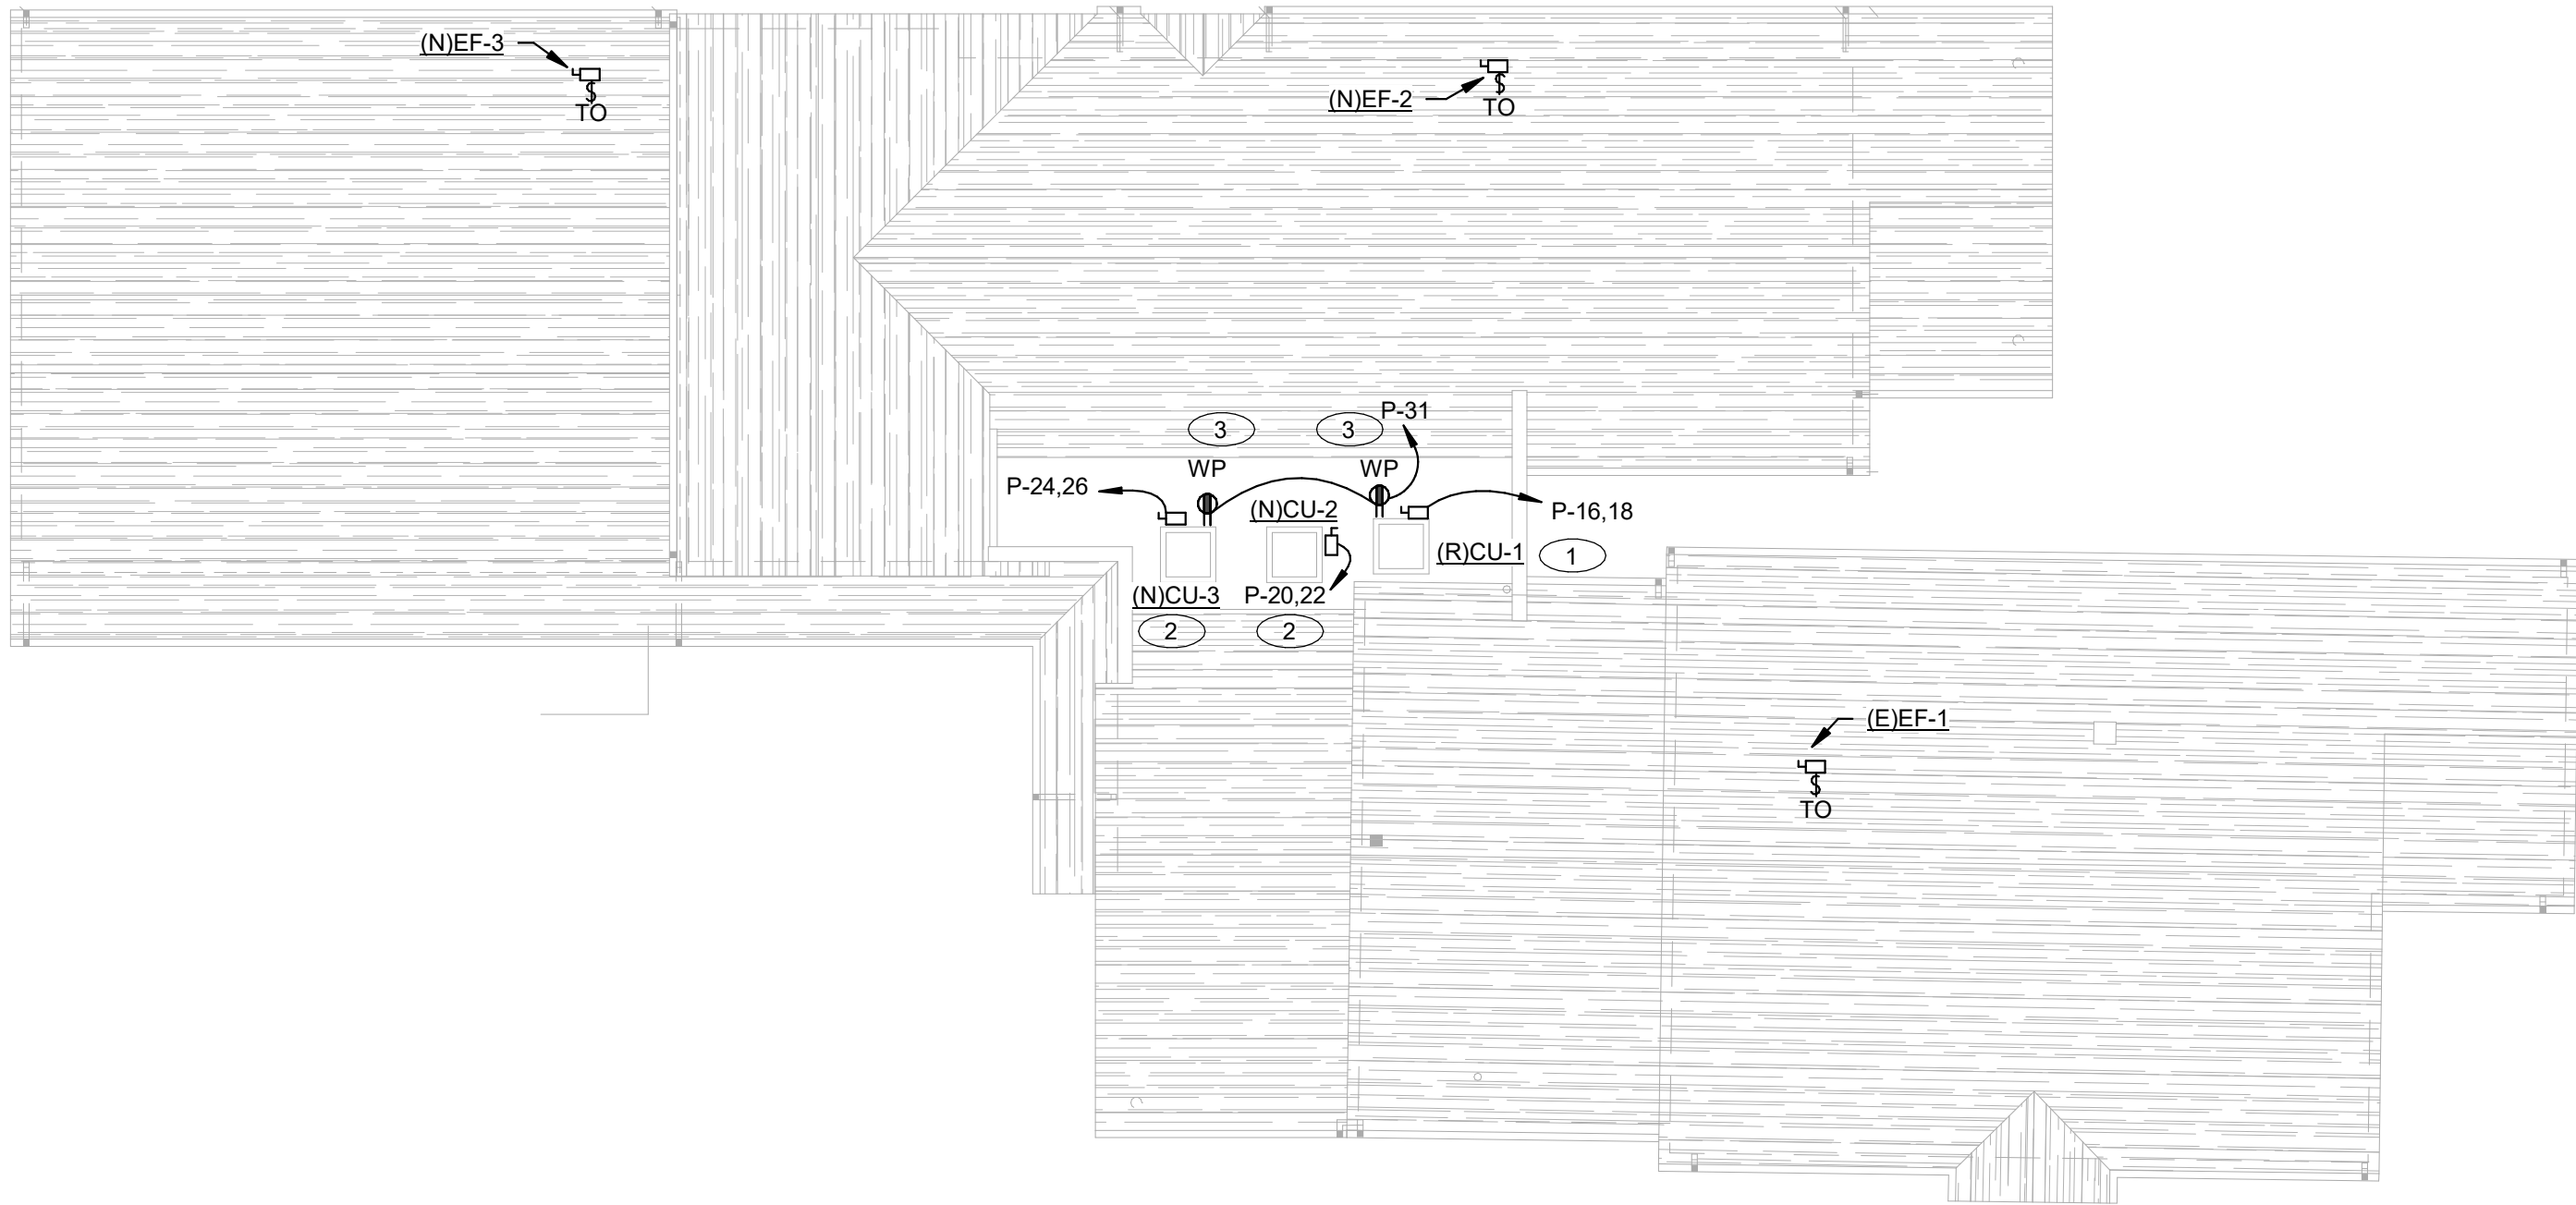 (N)EF-3
$
TO
(N)EF-2
$
TO
P-31
3
3
WP
WP
P-24,26
(N)CU-2
P-16,18
(R)CU-1
1
(N)CU-3
P-20,22
2
2
(E)EF-1
$
TO